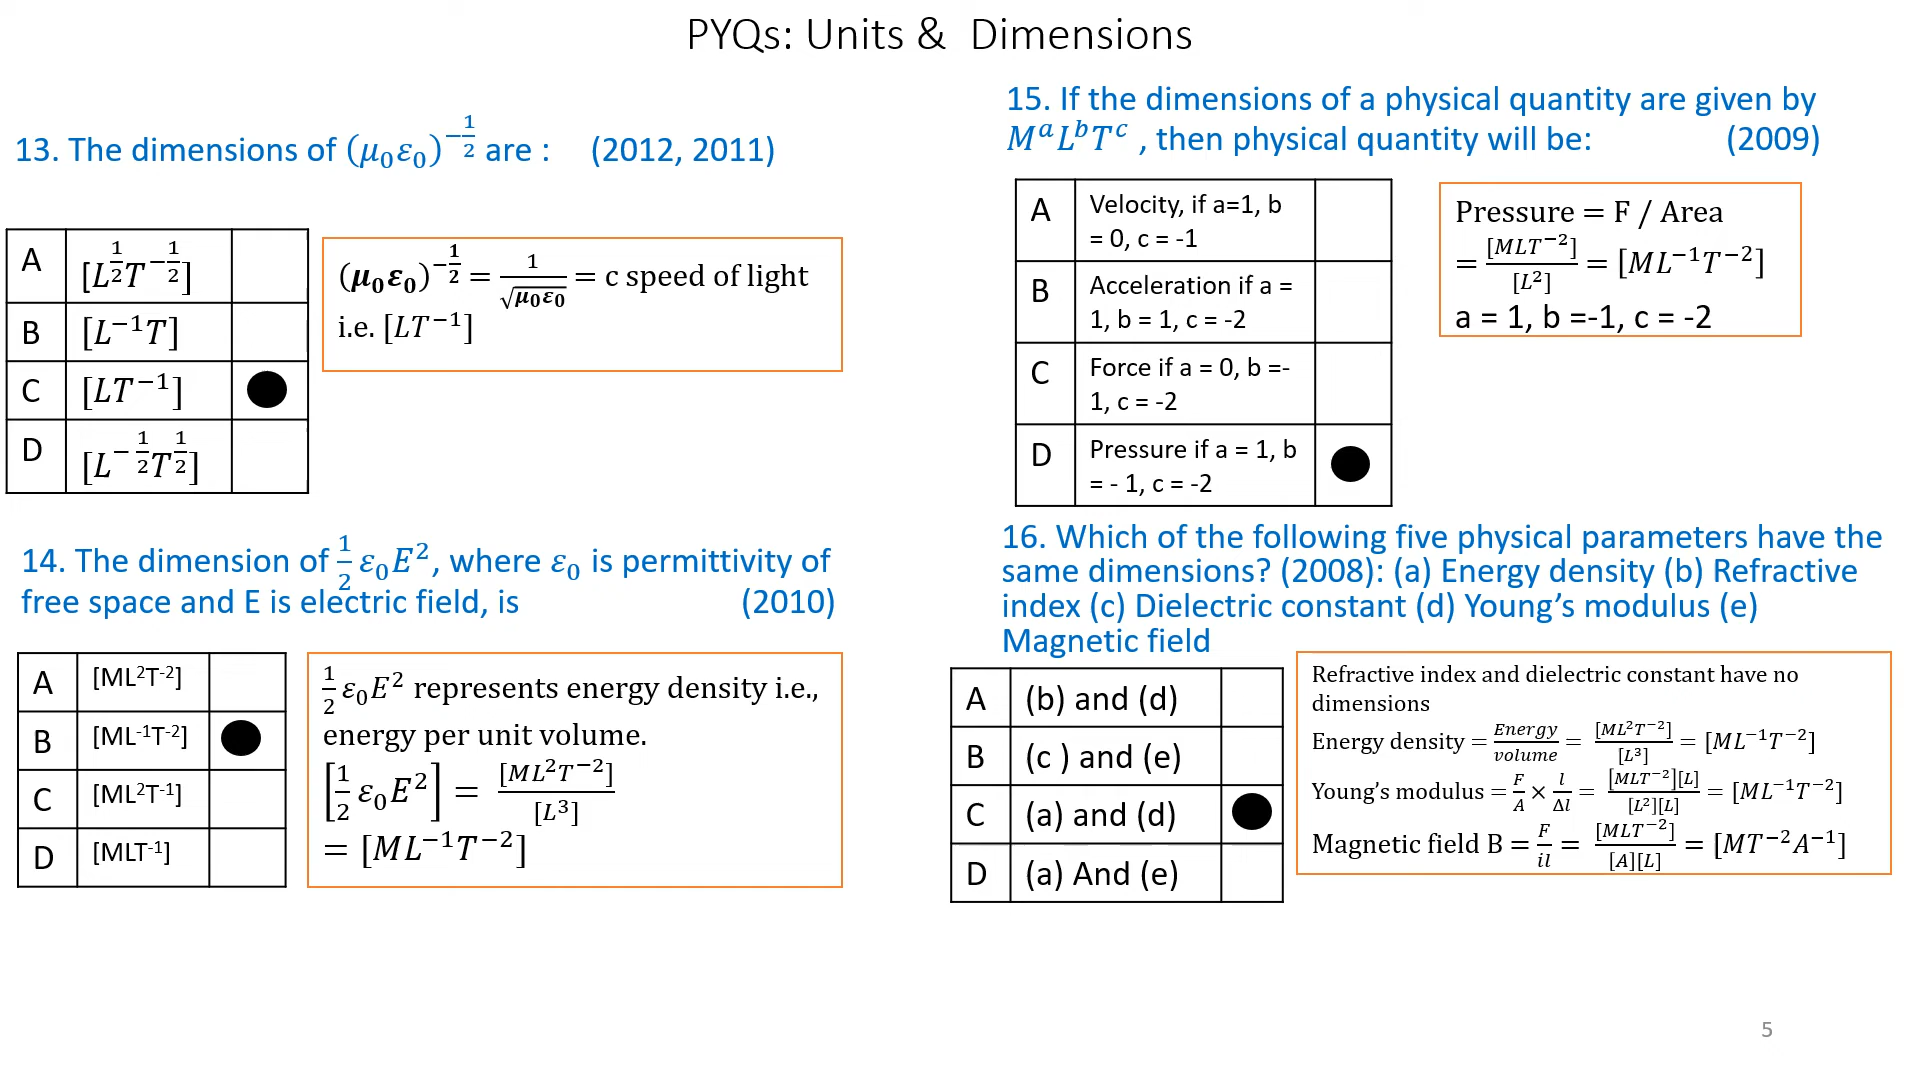 PYQs: Units & Dimensions
13. The dimensions of (μ₀ε₀)^(-1/2) are : (2012, 2011)
A [L^(1/2)T^(-1/2)]
B [L⁻¹T]
C [LT⁻¹]
D [L^(-1/2)T^(1/2)]
(μ₀ε₀)^(-1/2) = 1/√(μ₀ε₀) = c speed of light
i.e. [LT⁻¹]
14. The dimension of 1/2 ε₀E², where ε₀ is permittivity of
free space and E is electric field, is (2010)
A [ML²T⁻²]
B [ML⁻¹T⁻²]
C [ML²T⁻¹]
D [MLT⁻¹]
1/2 ε₀E² represents energy density i.e.,
energy per unit volume.
[1/2 ε₀E²] = [ML²T⁻²]/[L³]
= [ML⁻¹T⁻²]
15. If the dimensions of a physical quantity are given by
MᵃLᵇTᶜ , then physical quantity will be: (2009)
A Velocity, if a=1, b
= 0, c = -1
B Acceleration if a =
1, b = 1, c = -2
C Force if a = 0, b =-
1, c = -2
D Pressure if a = 1, b
= - 1, c = -2
Pressure = F / Area
= [MLT⁻²]/[L²] = [ML⁻¹T⁻²]
a = 1, b =-1, c = -2
16. Which of the following five physical parameters have the
same dimensions? (2008): (a) Energy density (b) Refractive
index (c) Dielectric constant (d) Young’s modulus (e)
Magnetic field
A (b) and (d)
B (c ) and (e)
C (a) and (d)
D (a) And (e)
Refractive index and dielectric constant have no
dimensions
Energy density = Energy/volume = [ML²T⁻²]/[L³] = [ML⁻¹T⁻²]
Young’s modulus = F/A × l/Δl = [MLT⁻²][L]/[L²][L] = [ML⁻¹T⁻²]
Magnetic field B = F/il = [MLT⁻²]/[A][L] = [MT⁻²A⁻¹]
5